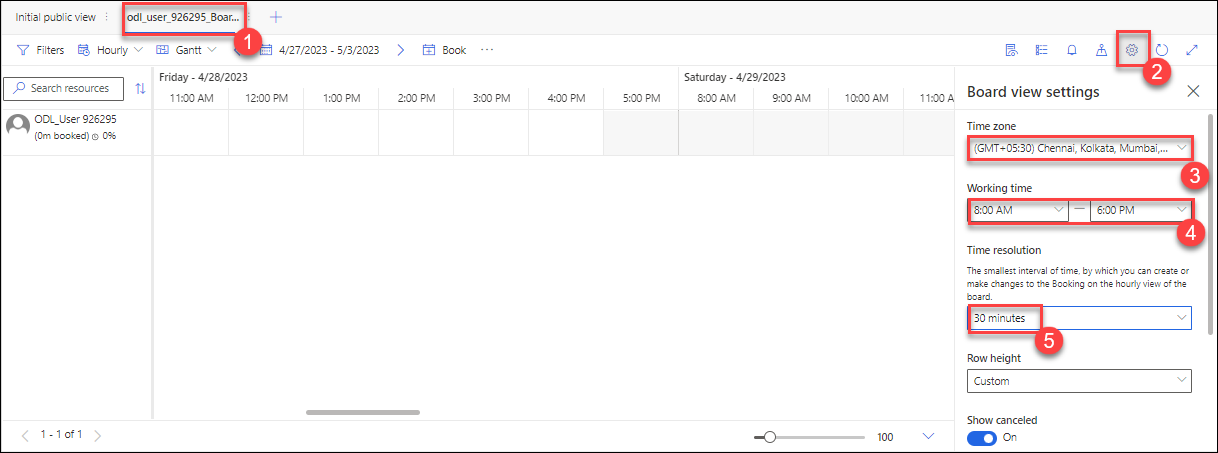 Initial public view
odl_user_926295_Boar...
1
Filters
Hourly
Gantt
4/27/2023 - 5/3/2023
Book
2
Search resources
Friday - 4/28/2023
Saturday - 4/29/2023
11:00 AM
12:00 PM
1:00 PM
2:00 PM
3:00 PM
4:00 PM
5:00 PM
8:00 AM
9:00 AM
10:00 AM
11:00 A
ODL_User 926295
(0m booked) 0%
Board view settings
Time zone
(GMT+05:30) Chennai, Kolkata, Mumbai,...
3
Working time
8:00 AM — 6:00 PM
4
Time resolution
The smallest interval of time, by which you can create or
make changes to the Booking on the hourly view of the
board.
30 minutes
5
Row height
Custom
Show canceled
On
1 - 1 of 1
100